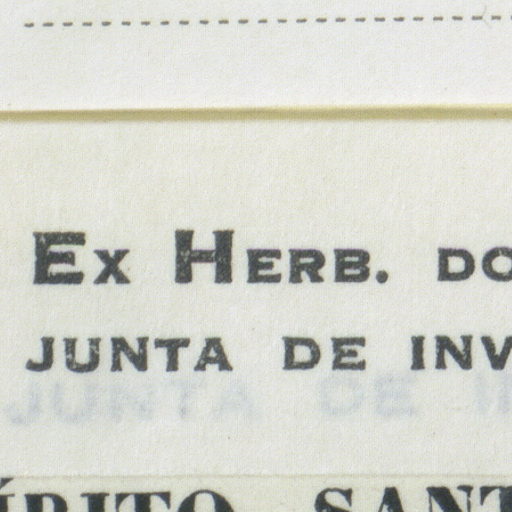 EX HERB. DO
JUNTA DE INV
ÍRITO SANT